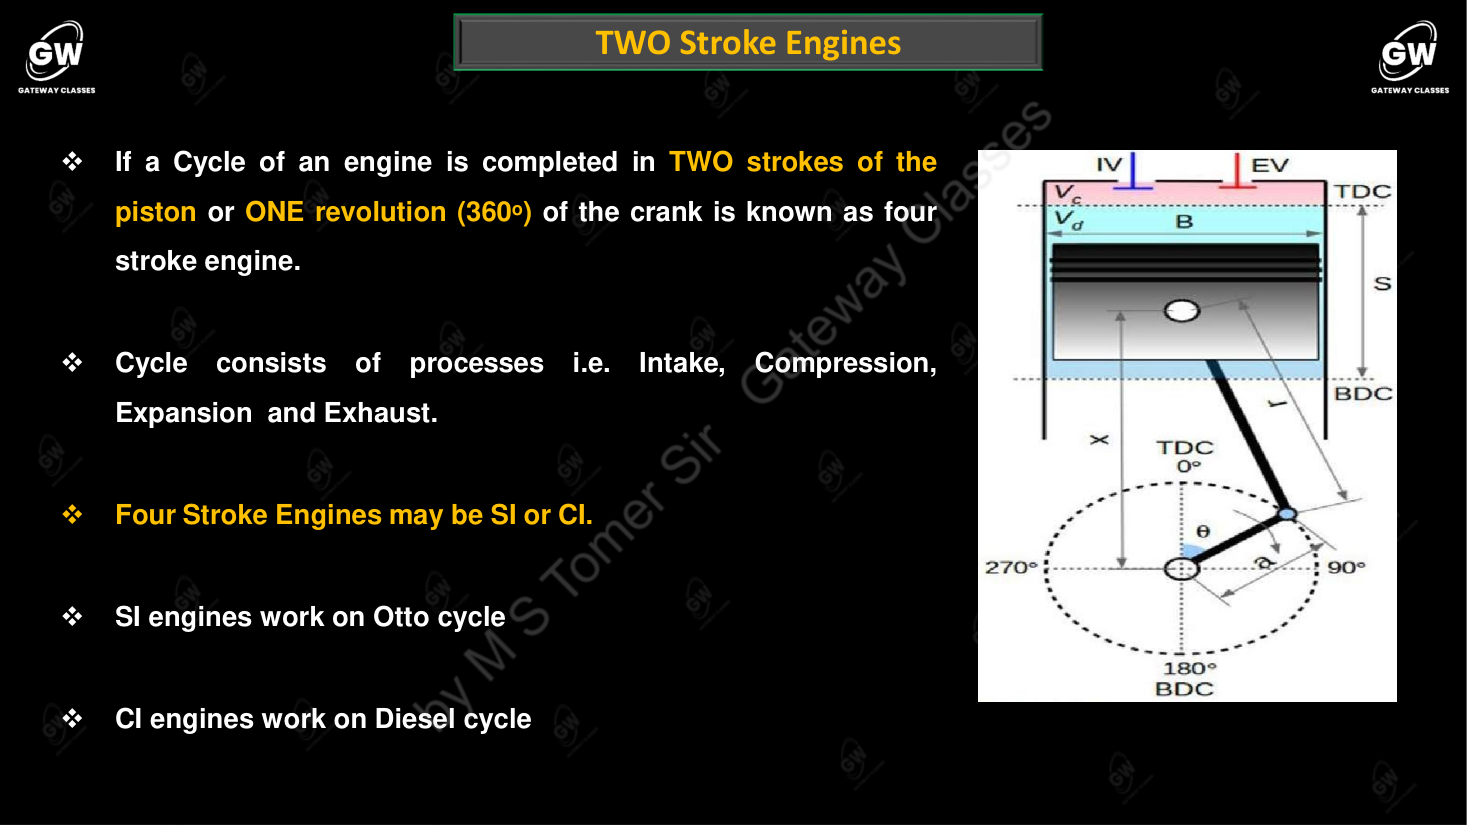 TWO Stroke Engines
GW
GATEWAY CLASSES
GW
GATEWAY CLASSES
❖ If a Cycle of an engine is completed in TWO strokes of the
piston or ONE revolution (360º) of the crank is known as four
stroke engine.
❖ Cycle consists of processes i.e. Intake, Compression,
Expansion and Exhaust.
❖ Four Stroke Engines may be SI or CI.
❖ SI engines work on Otto cycle
❖ CI engines work on Diesel cycle
IV EV
Vc TDC
Vd B
S
BDC
l
x
TDC
0°
θ
a
270° 90°
180°
BDC
by M S Tomer Sir Gateway Classes